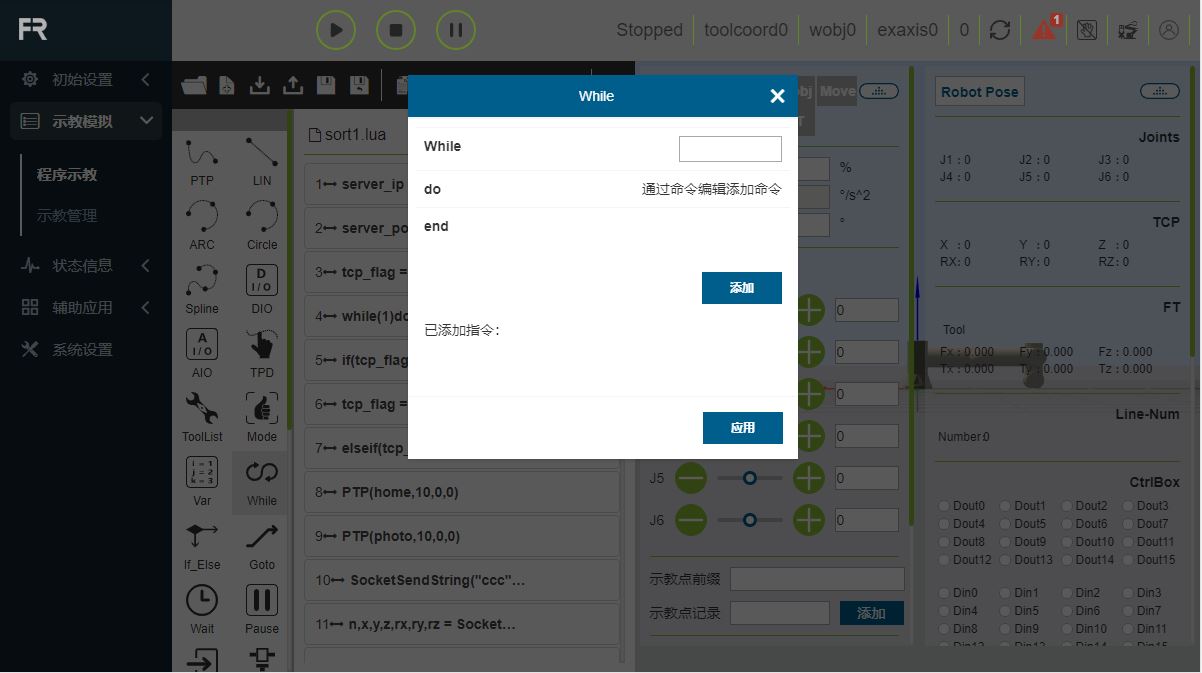 FR
Stopped
toolcoord0
wobj0
exaxis0
0
1
初始设置
示教模拟
程序示教
示教管理
状态信息
辅助应用
系统设置
PTP
LIN
ARC
Circle
Spline
D
I/O
DIO
A
I/O
AIO
TPD
ToolList
Mode
i = 1
j = 2
k = 3
Var
While
If_Else
Goto
Wait
Pause
sort1.lua
1 server_ip
2 server_po
3 tcp_flag =
4 while(1)do
5 if(tcp_flag
6 tcp_flag =
7 elseif(tcp_
8 PTP(home,10,0,0)
9 PTP(photo,10,0,0)
10 SocketSendString("ccc"...
11 n,x,y,z,rx,ry,rz = Socket...
While
While
do
通过命令编辑添加命令
end
添加
已添加指令:
应用
bj
Move
T
%
°/s^2
°
0
0
0
0
J5
0
J6
0
示教点前缀
示教点记录
添加
Robot Pose
Joints
J1 : 0 J2 : 0 J3 : 0
J4 : 0 J5 : 0 J6 : 0
TCP
X : 0 Y : 0 Z : 0
RX: 0 RY: 0 RZ: 0
FT
Tool
Fx : 0.000 Fy : 0.000 Fz : 0.000
Tx : 0.000 Ty : 0.000 Tz : 0.000
Line-Num
Number:0
CtrlBox
Dout0 Dout1 Dout2 Dout3
Dout4 Dout5 Dout6 Dout7
Dout8 Dout9 Dout10 Dout11
Dout12 Dout13 Dout14 Dout15
Din0 Din1 Din2 Din3
Din4 Din5 Din6 Din7
Din8 Din9 Din10 Din11
Din12 Din13 Din14 Din15